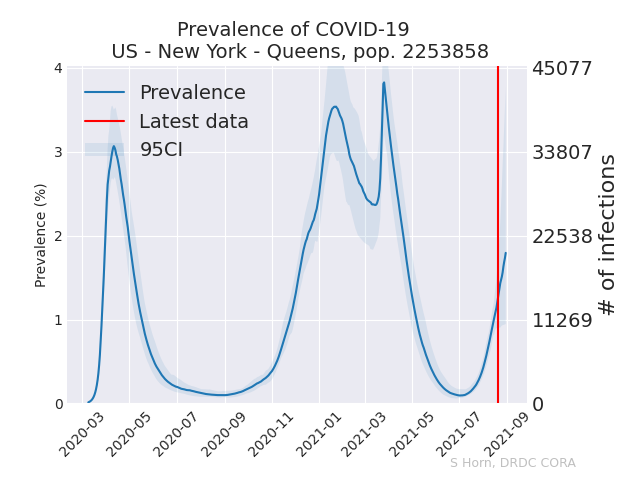 Prevalence of COVID-19
US - New York - Queens, pop. 2253858
Prevalence
Latest data
95CI
Prevalence (%)
4
3
2
1
0
45077
33807
22538
11269
0
# of infections
2020-03
2020-05
2020-07
2020-09
2020-11
2021-01
2021-03
2021-05
2021-07
2021-09
S Horn, DRDC CORA